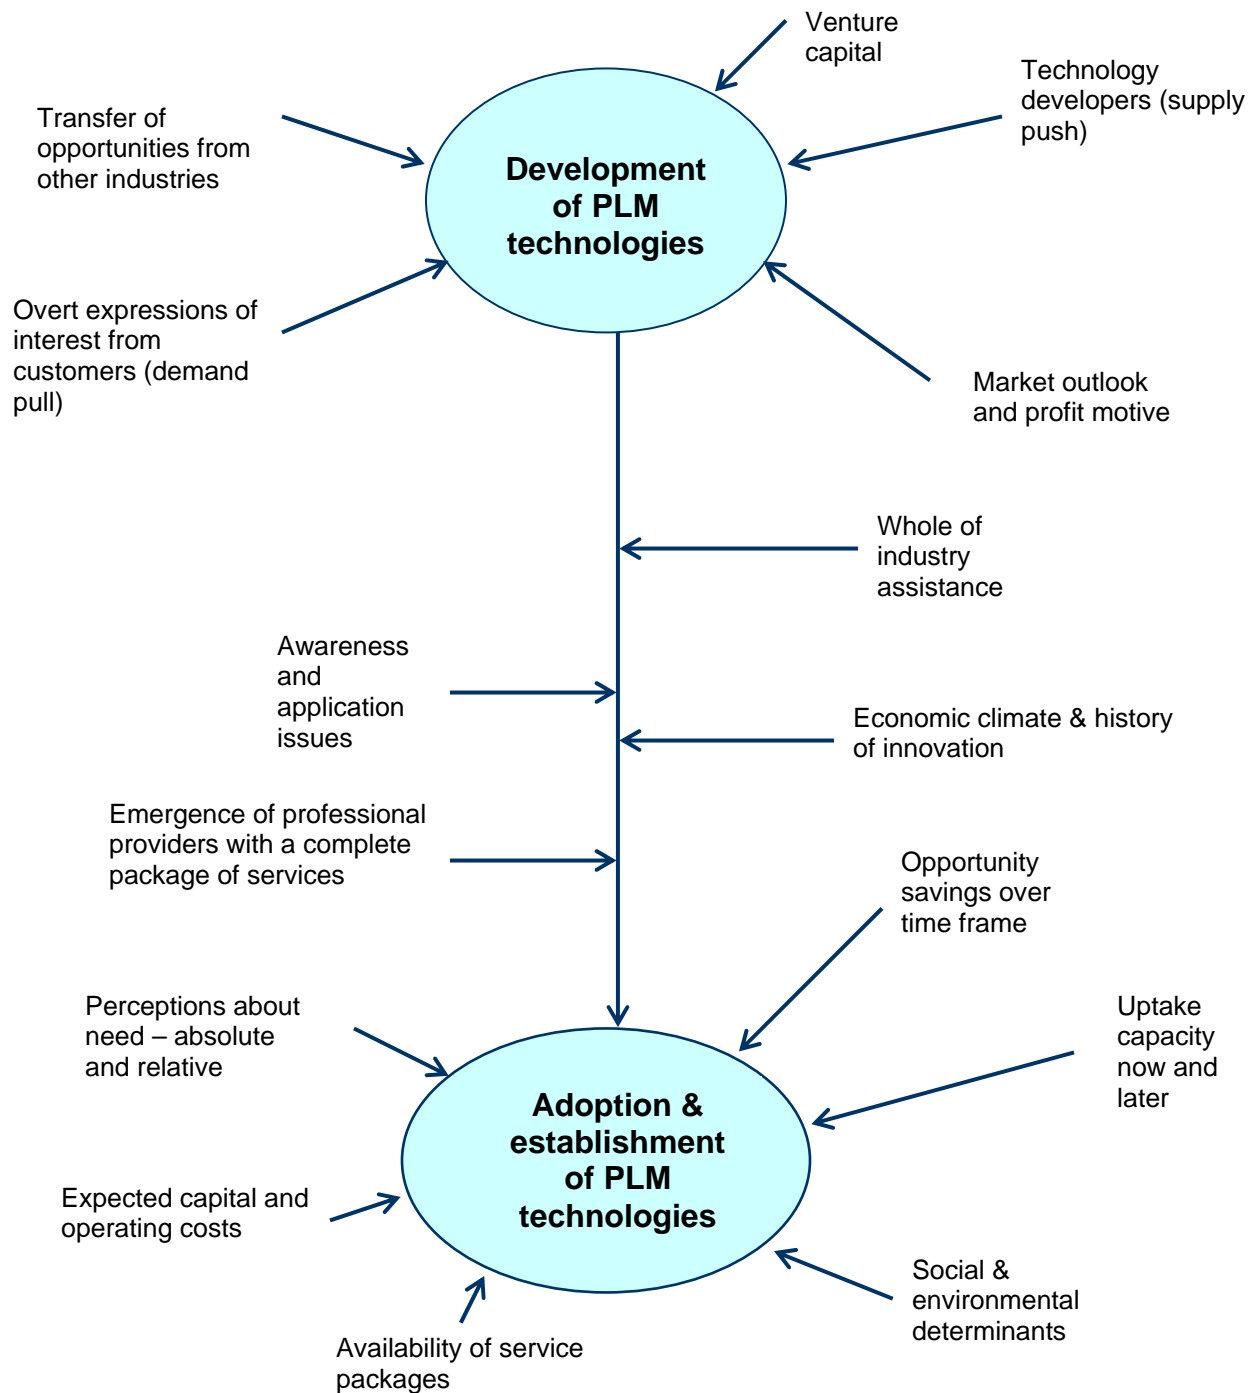 Venture
capital
Technology
developers (supply
push)
Transfer of
opportunities from
other industries
Development
of PLM
technologies
Overt expressions of
interest from
customers (demand
pull)
Market outlook
and profit motive
Whole of
industry
assistance
Awareness
and
application
issues
Economic climate & history
of innovation
Emergence of professional
providers with a complete
package of services
Opportunity
savings over
time frame
Perceptions about
need – absolute
and relative
Uptake
capacity
now and
later
Adoption &
establishment
of PLM
technologies
Expected capital and
operating costs
Social &
environmental
determinants
Availability of service
packages